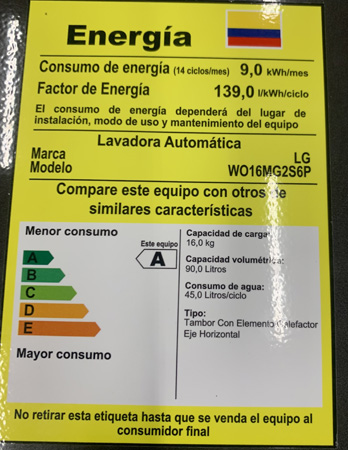 Energía
Consumo de energía (14 ciclos/mes) 9,0 kWh/mes
Factor de Energía 139,0 l/kWh/ciclo
El consumo de energía dependerá del lugar de
instalación, modo de uso y mantenimiento del equipo
Lavadora Automática
Marca LG
Modelo WO16MG2S6P
Compare este equipo con otros de
similares características
Menor consumo
Este equipo
A
A
B
C
D
E
Mayor consumo
Capacidad de carga:
16,0 kg
Capacidad volumétrica:
90,0 Litros
Consumo de agua:
45,0 Litros/ciclo
Tipo:
Tambor Con Elemento Calefactor
Eje Horizontal
No retirar esta etiqueta hasta que se venda el equipo al
consumidor final